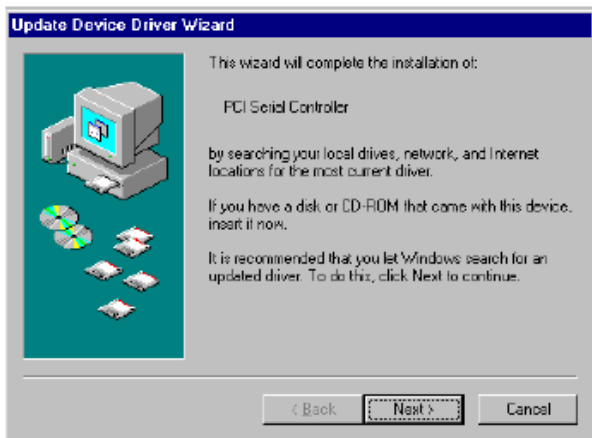 Update Device Driver Wizard
This wizard will complete the installation of:
PCI Serial Controller
by searching your local drives, network, and Internet
locations for the most current driver.
If you have a disk or CD-ROM that came with this device,
insert it now.
It is recommended that you let Windows search for an
updated driver. To do this, click Next to continue.
< Back
Next >
Cancel